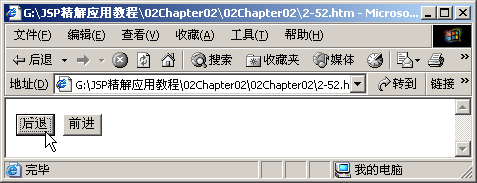 G:\JSP精解应用教程\02Chapter02\02Chapter02\2-52.htm - Microso...
文件(F) 编辑(E) 查看(V) 收藏(A) 工具(T) 帮助(H)
后退 搜索 收藏夹 媒体
地址(D) G:\JSP精解应用教程\02Chapter02\02Chapter02\2-52.h 转到 链接
后退 前进
完毕 我的电脑